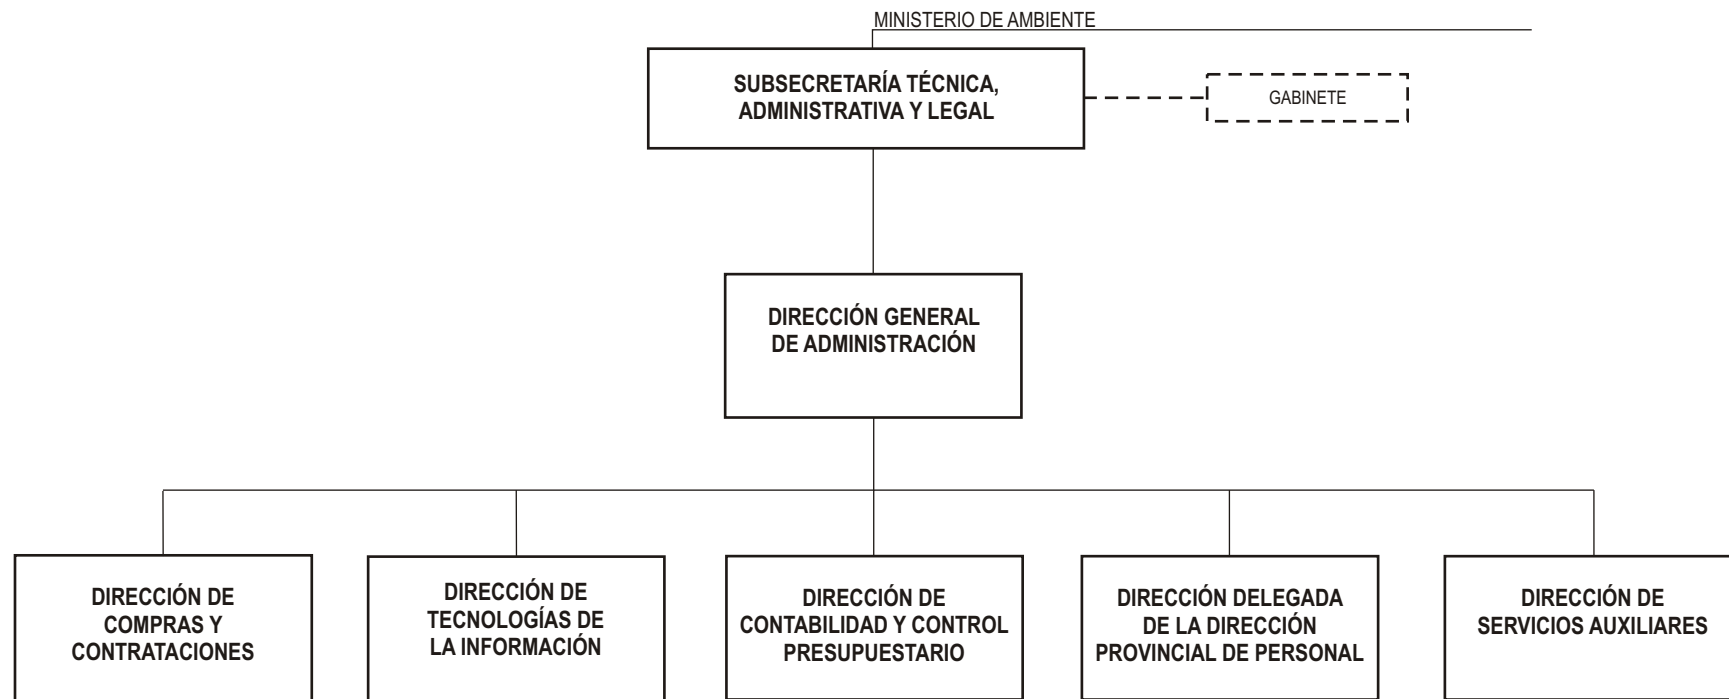 MINISTERIO DE AMBIENTE
SUBSECRETARÍA TÉCNICA,
ADMINISTRATIVA Y LEGAL
GABINETE
DIRECCIÓN GENERAL
DE ADMINISTRACIÓN
DIRECCIÓN DE
COMPRAS Y
CONTRATACIONES
DIRECCIÓN DE
TECNOLOGÍAS DE
LA INFORMACIÓN
DIRECCIÓN DE
CONTABILIDAD Y CONTROL
PRESUPUESTARIO
DIRECCIÓN DELEGADA
DE LA DIRECCIÓN
PROVINCIAL DE PERSONAL
DIRECCIÓN DE
SERVICIOS AUXILIARES